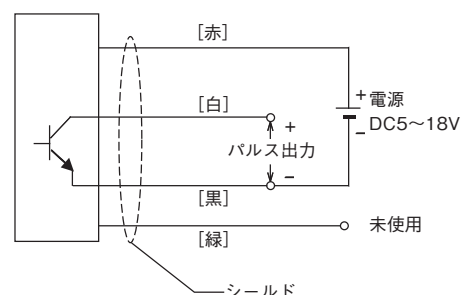 [赤]
[白]
+
パルス出力
−
+
電源
DC5～18V
−
[黒]
未使用
[緑]
シールド